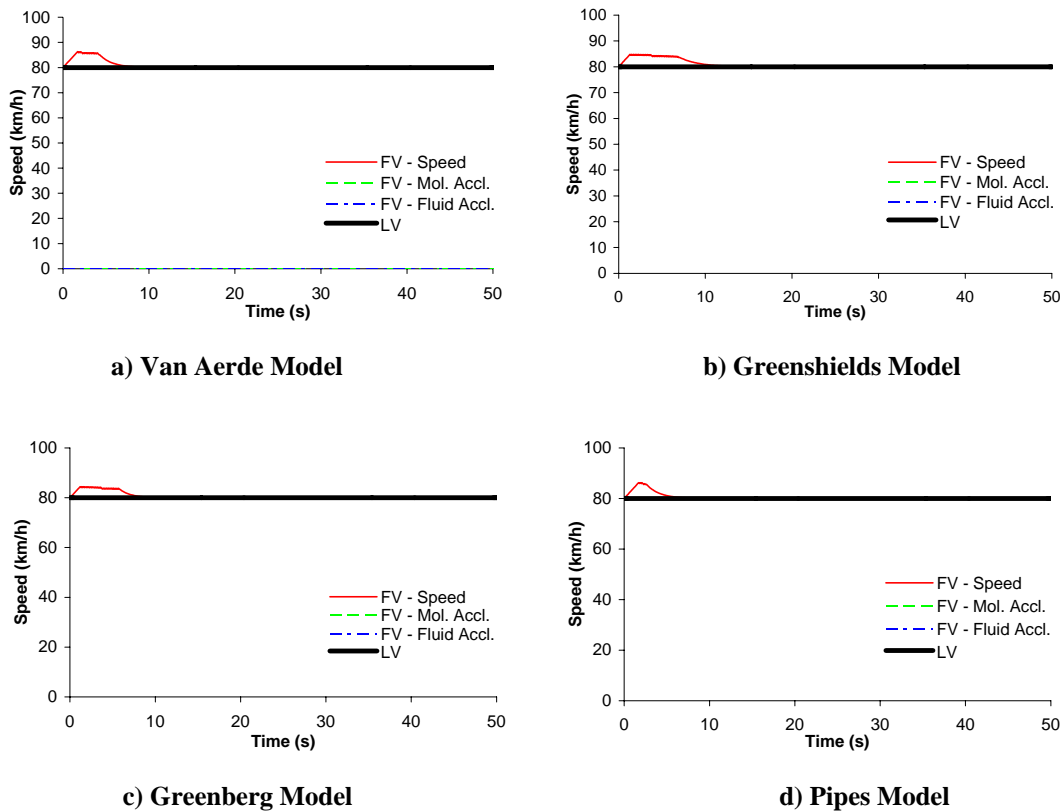 100
90
80
70
60
50
40
30
20
10
0
Speed (km/h)
FV - Speed
FV - Mol. Accl.
FV - Fluid Accl.
LV
0 10 20 30 40 50
Time (s)
a) Van Aerde Model
100
90
80
70
60
50
40
30
20
10
0
Speed (km/h)
FV - Speed
FV - Mol. Accl.
FV - Fluid Accl.
LV
0 10 20 30 40 50
Time (s)
b) Greenshields Model
100
80
60
40
20
0
Speed (km/h)
FV - Speed
FV - Mol. Accl.
FV - Fluid Accl.
LV
0 10 20 30 40 50
Time (s)
c) Greenberg Model
100
80
60
40
20
0
Speed (km/h)
FV - Speed
FV - Mol. Accl.
FV - Fluid Accl.
LV
0 10 20 30 40 50
Time (s)
d) Pipes Model